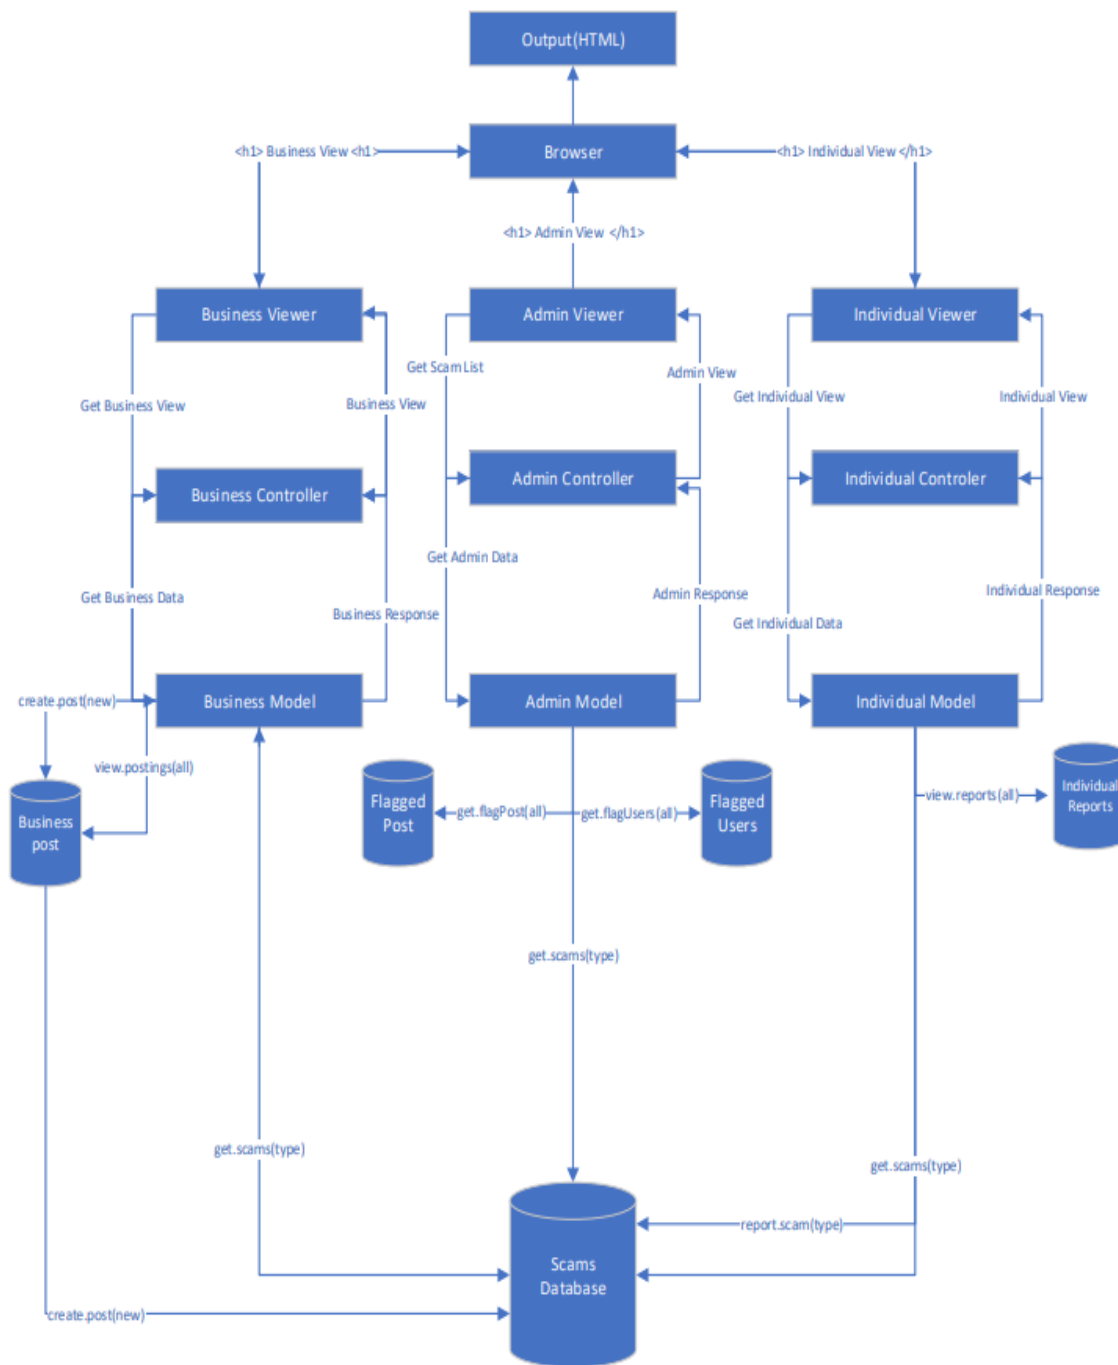 Output(HTML)
Browser
<h1> Business View <h1>
<h1> Individual View </h1>
<h1> Admin View </h1>
Business Viewer
Admin Viewer
Individual Viewer
Get Scam List
Admin View
Get Business View
Business View
Get Individual View
Individual View
Business Controller
Admin Controller
Individual Controler
Get Admin Data
Get Business Data
Business Response
Admin Response
Individual Response
Get Individual Data
create.post(new)
Business Model
Admin Model
Individual Model
view.postings(all)
Business
post
Flagged
Post
get.flagPost(all)
get.flagUsers(all)
Flagged
Users
view.reports(all)
Individual
Reports
get.scams(type)
get.scams(type)
get.scams(type)
report.scam(type)
Scams
Database
create.post(new)